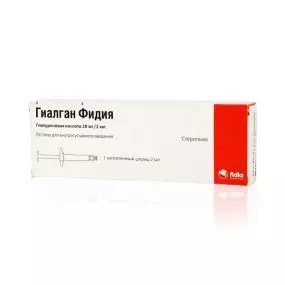 Гиалган Фидия
Гиалуроновая кислота 20 мг/2 мл
Раствор для внутрисуставного введения
Стерильно
1 наполненный шприц 2 мл
fidia